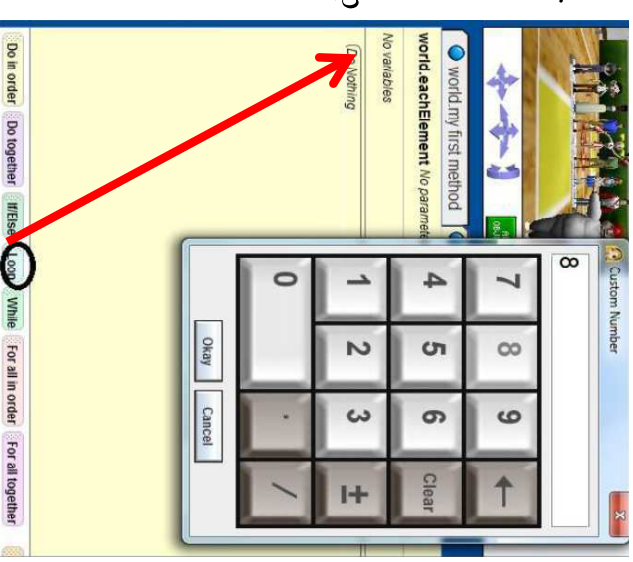 Custom Number
X
8
7 8 9
4 5 6 Clear
1 2 3 ±
0 . /
Okay Cancel
world.my first method
world.eachElement No paramete
No variables
Do Nothing
Do in order Do together If/Else Loop While For all in order For all together